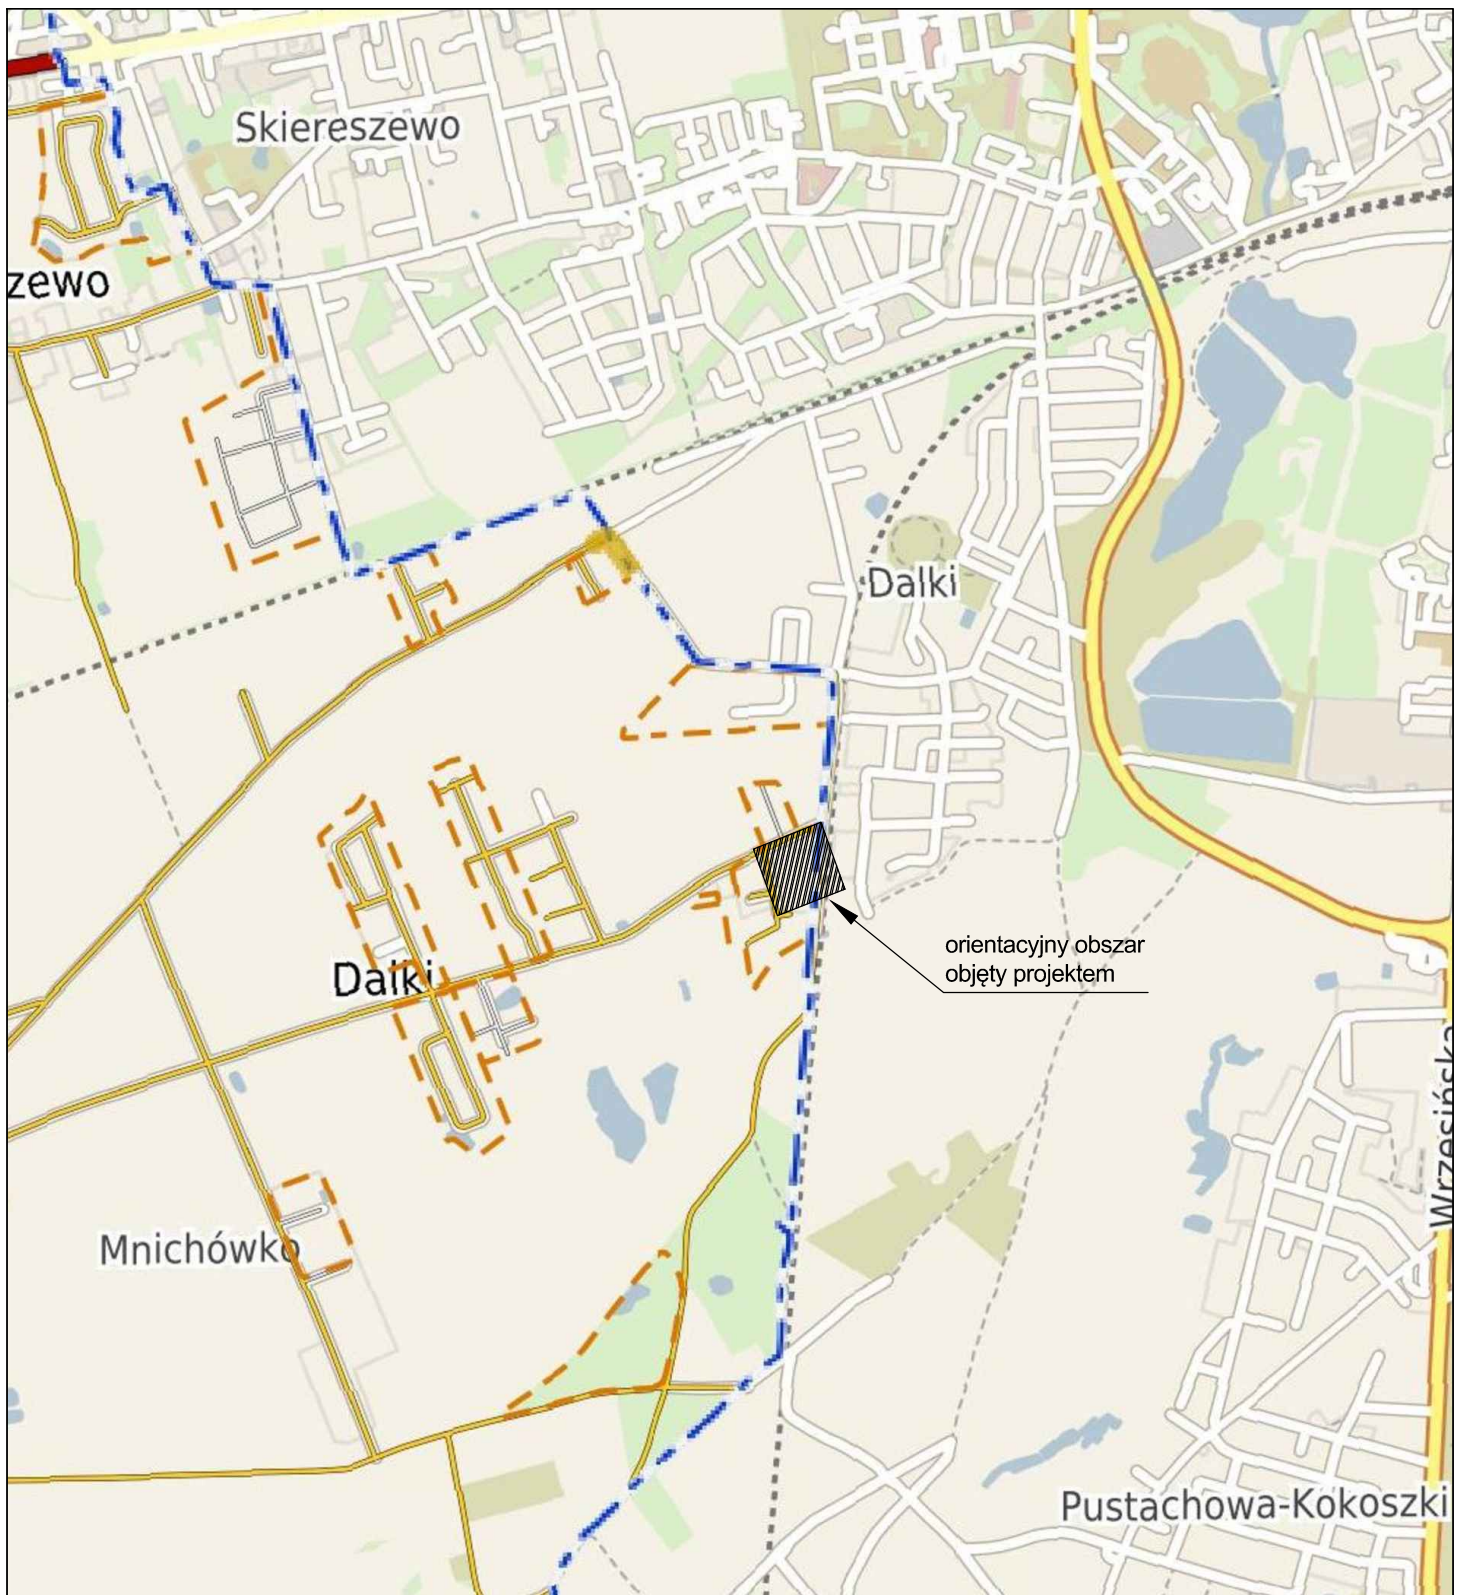 Skiereszewo
zewo
Dalki
orientacyjny obszar
objęty projektem
Dalki
Wrzesińska
Mnichówko
Pustachowa-Kokoszki